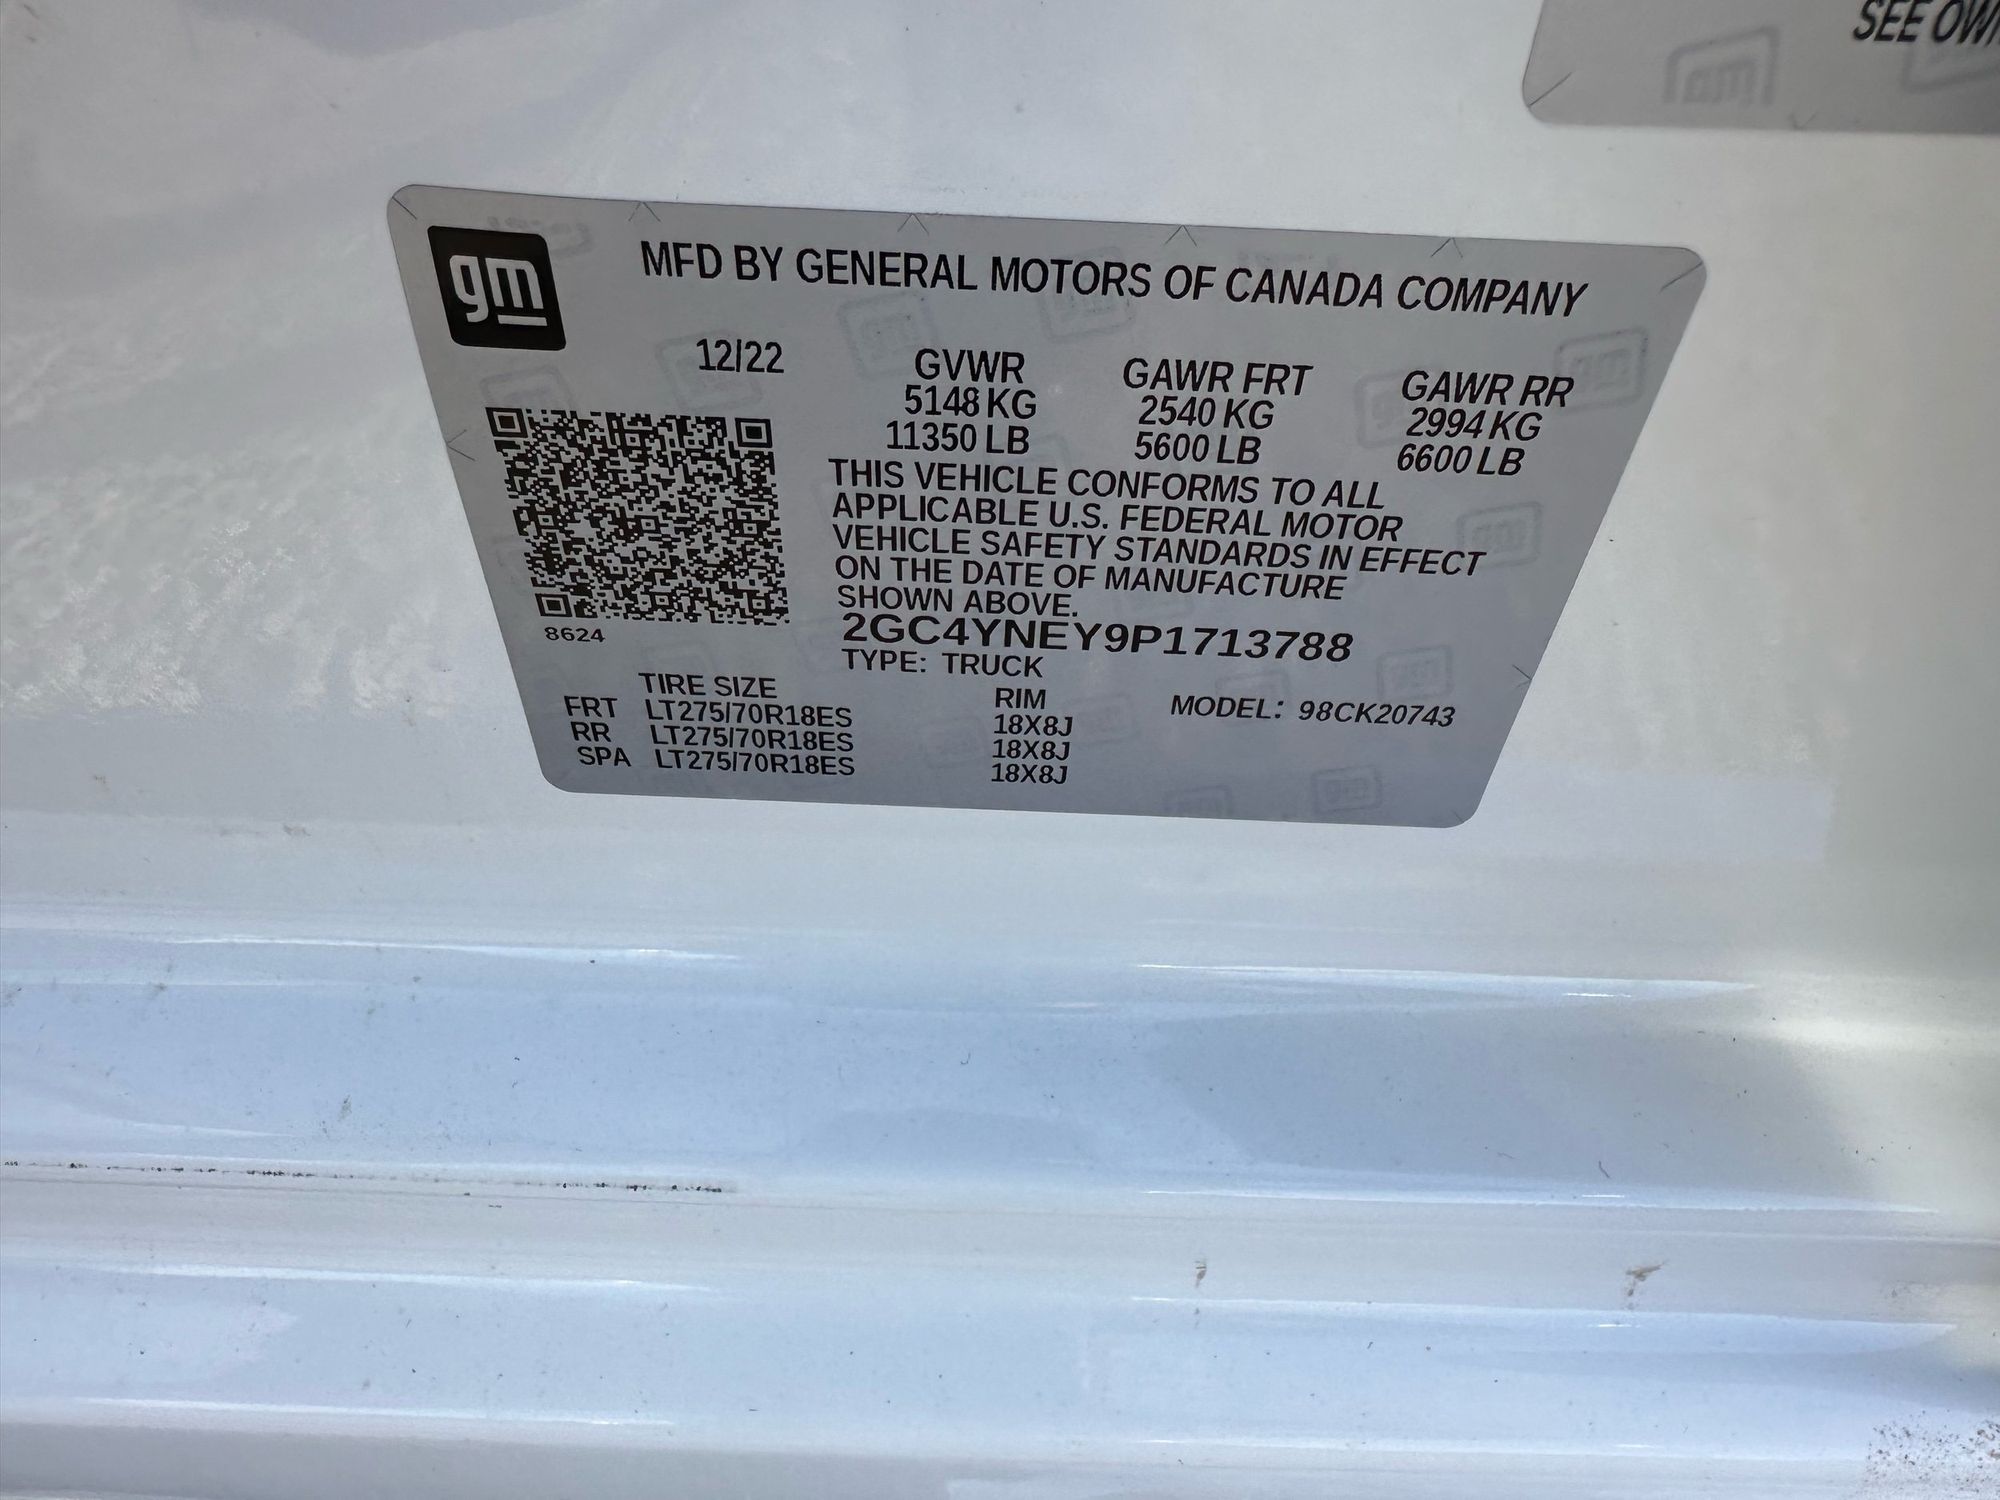 SEE OWN
gm
MFD BY GENERAL MOTORS OF CANADA COMPANY
12/22 GVWR GAWR FRT GAWR RR
5148 KG 2540 KG 2994 KG
11350 LB 5600 LB 6600 LB
THIS VEHICLE CONFORMS TO ALL
APPLICABLE U.S. FEDERAL MOTOR
VEHICLE SAFETY STANDARDS IN EFFECT
ON THE DATE OF MANUFACTURE
SHOWN ABOVE.
8624
2GC4YNEY9P1713788
TYPE: TRUCK
TIRE SIZE RIM MODEL: 98CK20743
FRT LT275/70R18ES 18X8J
RR LT275/70R18ES 18X8J
SPA LT275/70R18ES 18X8J